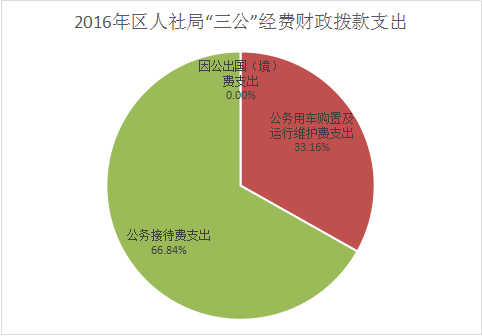 2016年区人社局“三公”经费财政拨款支出
因公出国（境）
费支出
0.00%
公务用车购置及
运行维护费支出
33.16%
公务接待费支出
66.84%